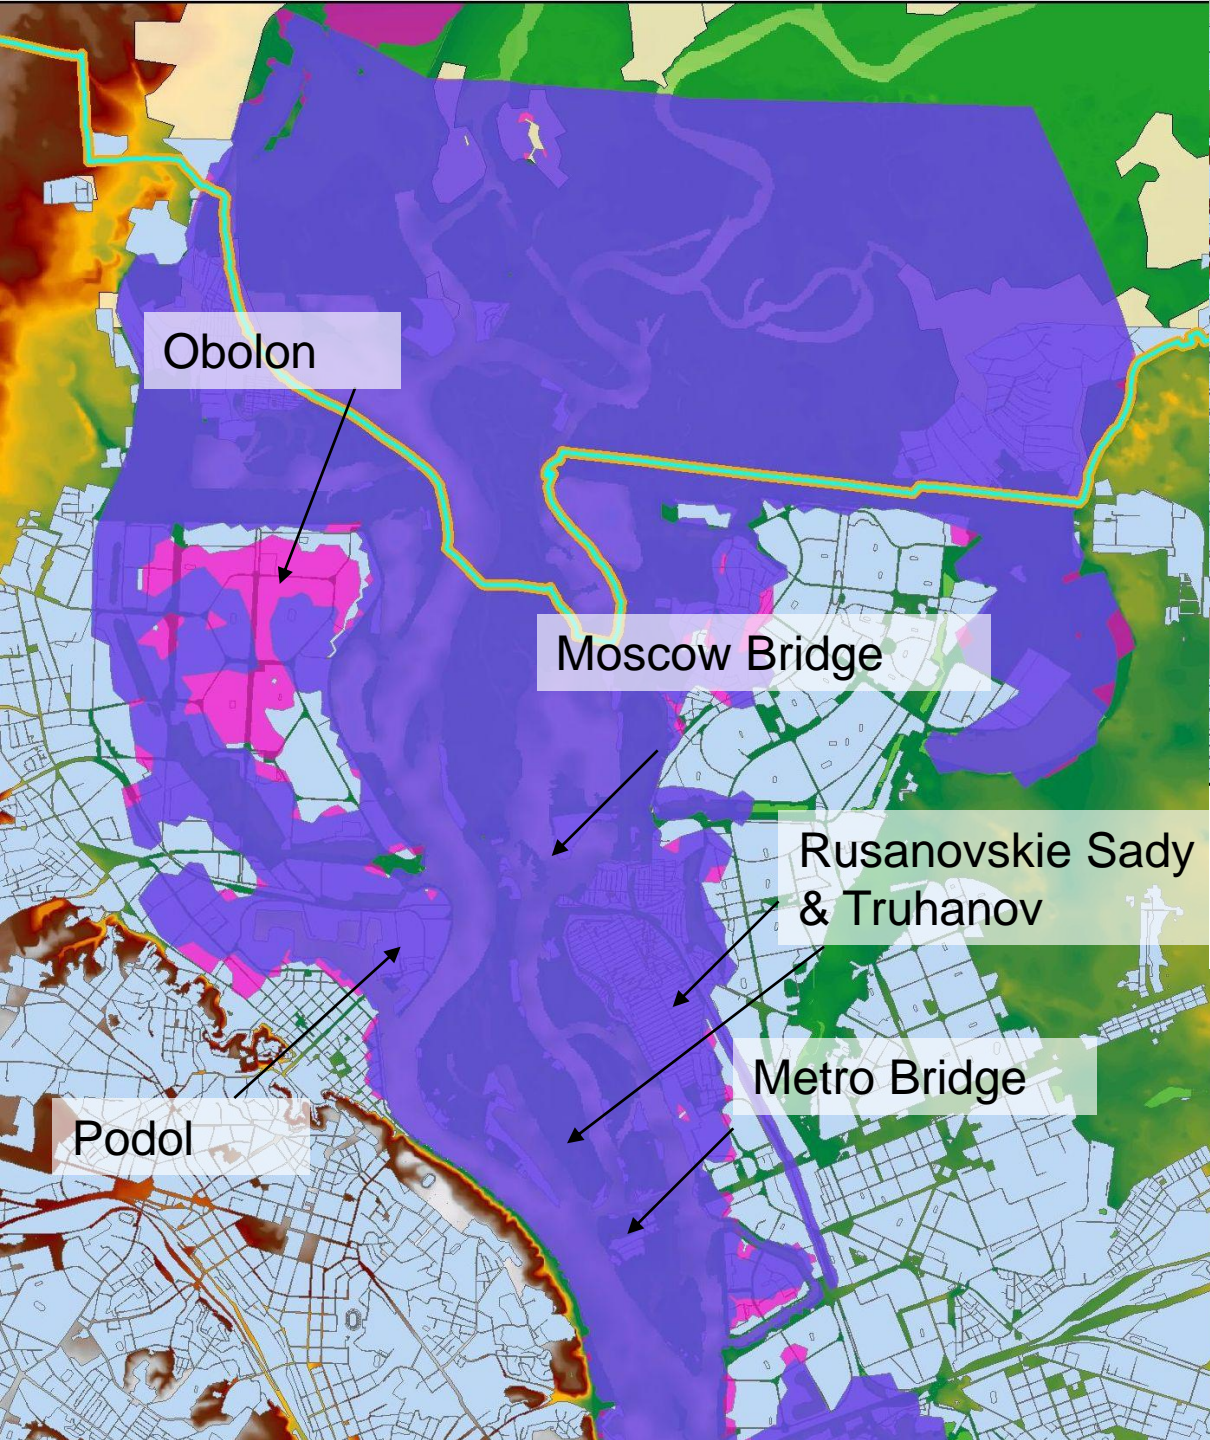 Obolon
Moscow Bridge
Rusanovskie Sady
& Truhanov
Metro Bridge
Podol